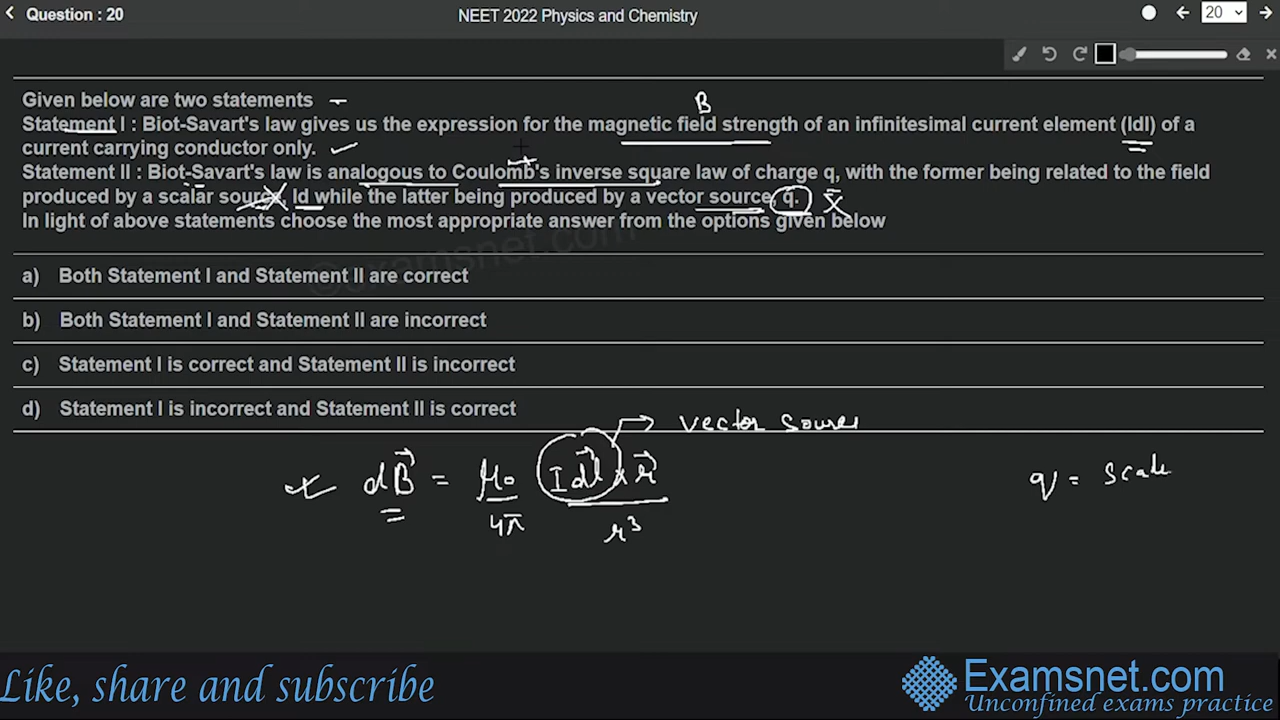 Question : 20
NEET 2022 Physics and Chemistry
20
Given below are two statements
B
Statement I : Biot-Savart's law gives us the expression for the magnetic field strength of an infinitesimal current element (Idl) of a
current carrying conductor only.
Statement II : Biot-Savart's law is analogous to Coulomb's inverse square law of charge q, with the former being related to the field
produced by a scalar source, Id while the latter being produced by a vector source, q.
In light of above statements choose the most appropriate answer from the options given below
©examsnet.com
a) Both Statement I and Statement II are correct
b) Both Statement I and Statement II are incorrect
c) Statement I is correct and Statement II is incorrect
d) Statement I is incorrect and Statement II is correct
→ vector sourc
dB⃗ = μ₀/4π I dl⃗ × r⃗ / r³
q = scala
Like, share and subscribe
Examsnet.com
Unconfined exams practice